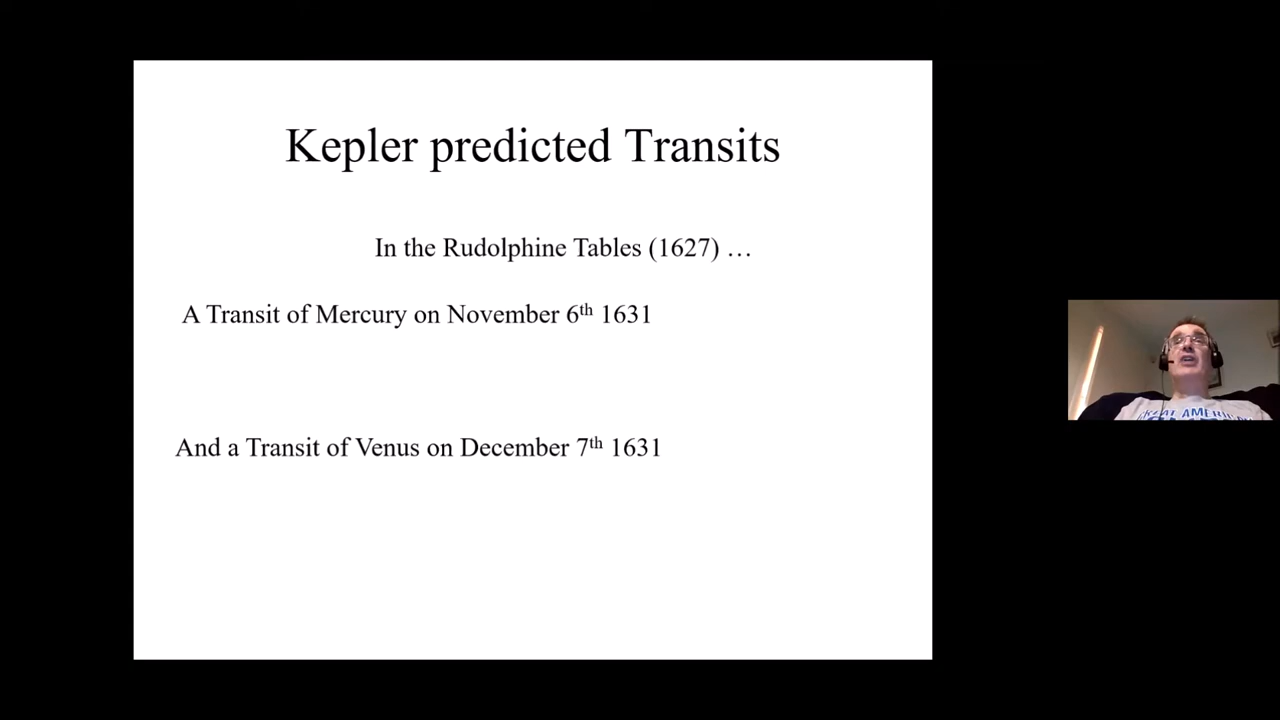 Kepler predicted Transits
In the Rudolphine Tables (1627) …
A Transit of Mercury on November 6th 1631
And a Transit of Venus on December 7th 1631
AMERI